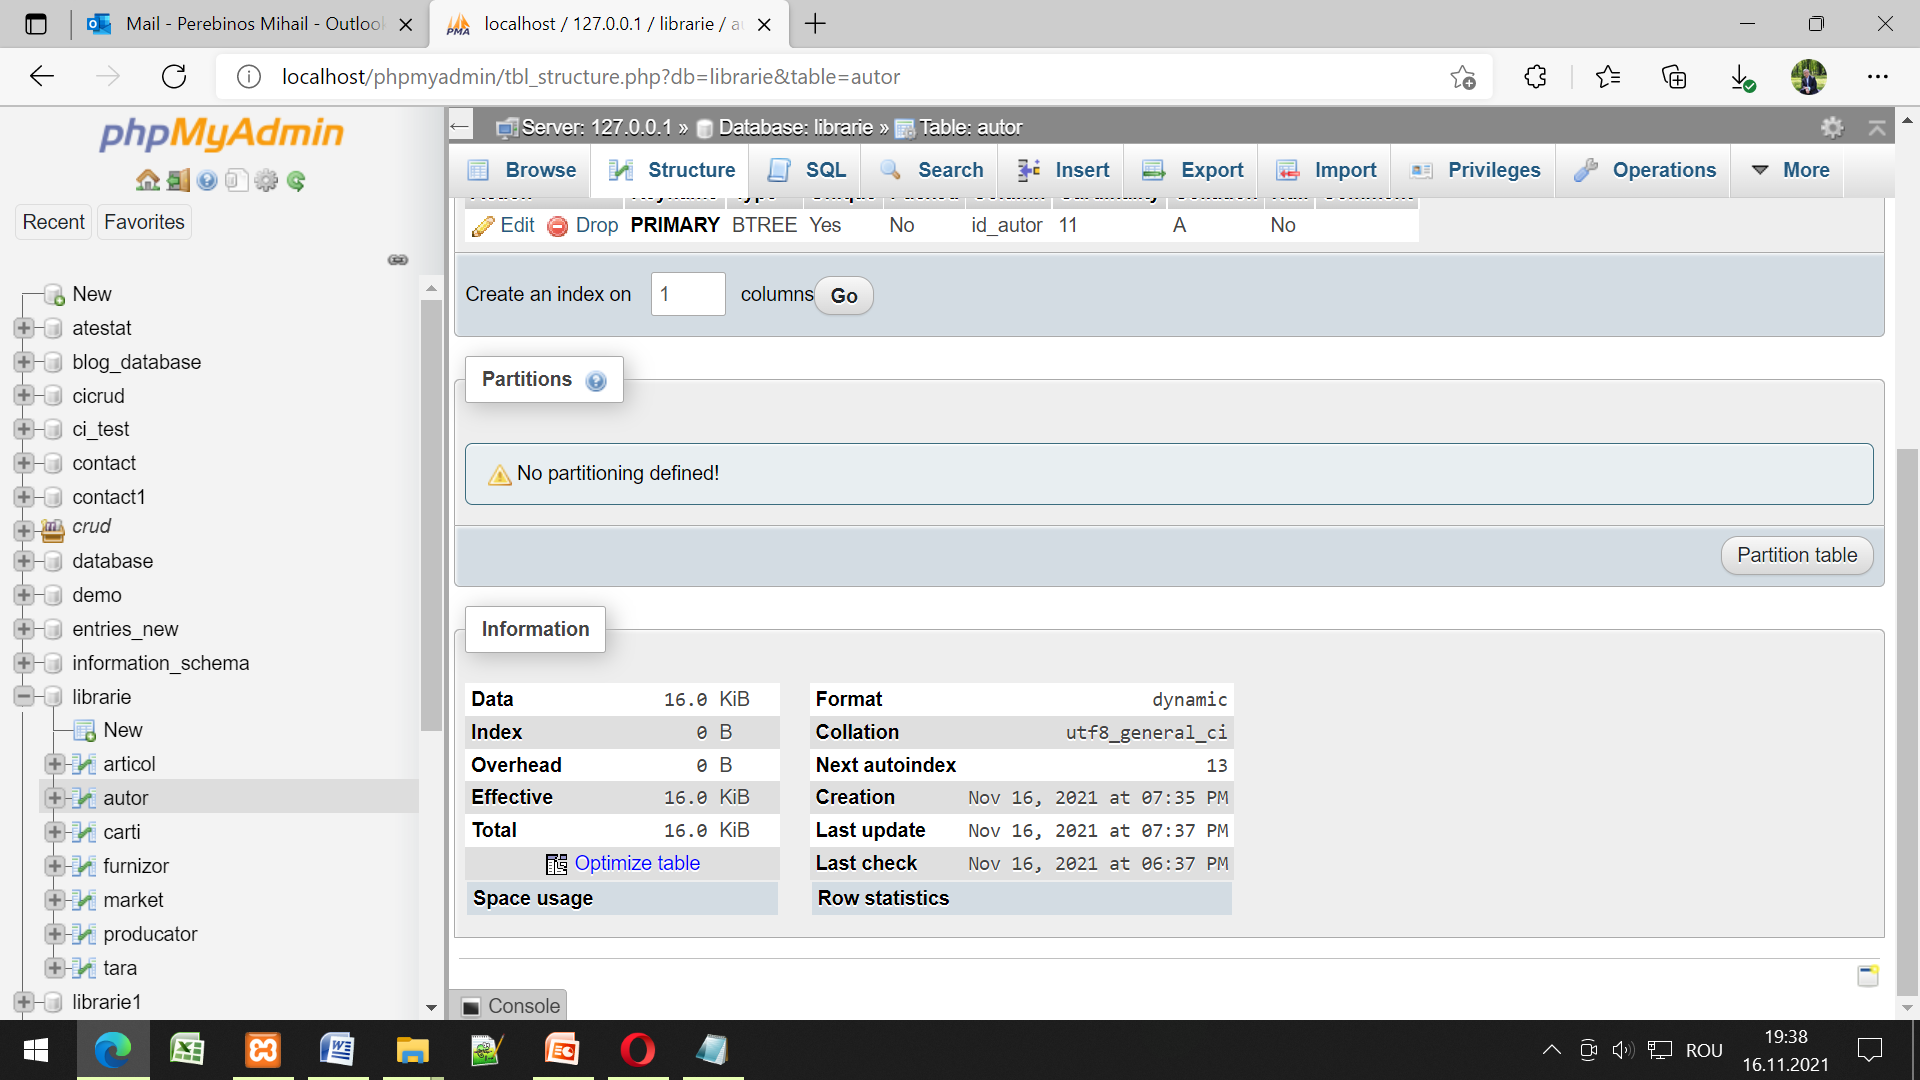 Mail - Perebinos Mihail - Outlook
localhost / 127.0.0.1 / librarie / a
localhost/phpmyadmin/tbl_structure.php?db=librarie&table=autor
phpMyAdmin
Recent
Favorites
New
atestat
blog_database
cicrud
ci_test
contact
contact1
crud
database
demo
entries_new
information_schema
librarie
New
articol
autor
carti
furnizor
market
producator
tara
librarie1
Server: 127.0.0.1 » Database: librarie » Table: autor
Browse Structure SQL Search Insert Export Import Privileges Operations More
Edit Drop PRIMARY BTREE Yes No id_autor 11 A No
Create an index on 1 columns Go
Partitions
No partitioning defined!
Partition table
Information
Data 16.0 KiB
Index 0 B
Overhead 0 B
Effective 16.0 KiB
Total 16.0 KiB
Optimize table
Space usage
Format dynamic
Collation utf8_general_ci
Next autoindex 13
Creation Nov 16, 2021 at 07:35 PM
Last update Nov 16, 2021 at 07:37 PM
Last check Nov 16, 2021 at 06:37 PM
Row statistics
Console
ROU
19:38
16.11.2021